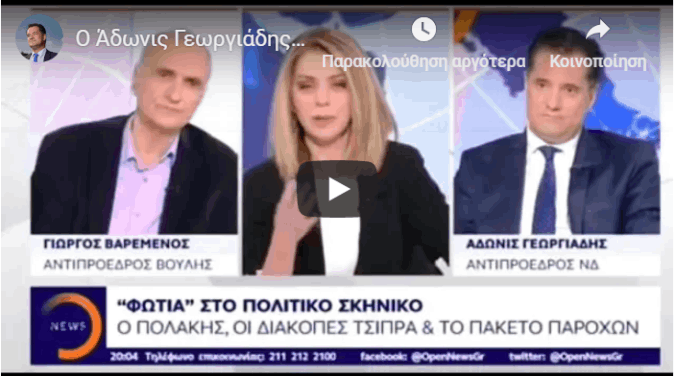 Ο Άδωνις Γεωργιάδης...
Παρακολούθηση αργότερα
Κοινοποίηση
ΓΙΩΡΓΟΣ ΒΑΡΕΜΕΝΟΣ
ΑΝΤΙΠΡΟΕΔΡΟΣ ΒΟΥΛΗΣ
ΑΔΩΝΙΣ ΓΕΩΡΓΙΑΔΗΣ
ΑΝΤΙΠΡΟΕΔΡΟΣ ΝΔ
NEWS
“ΦΩΤΙΑ” ΣΤΟ ΠΟΛΙΤΙΚΟ ΣΚΗΝΙΚΟ
Ο ΠΟΛΑΚΗΣ, ΟΙ ΔΙΑΚΟΠΕΣ ΤΣΙΠΡΑ & ΤΟ ΠΑΚΕΤΟ ΠΑΡΟΧΩΝ
20:04 Τηλέφωνο επικοινωνίας: 211 212 2100 facebook: @OpenNewsGr twitter: @OpenNewsGr